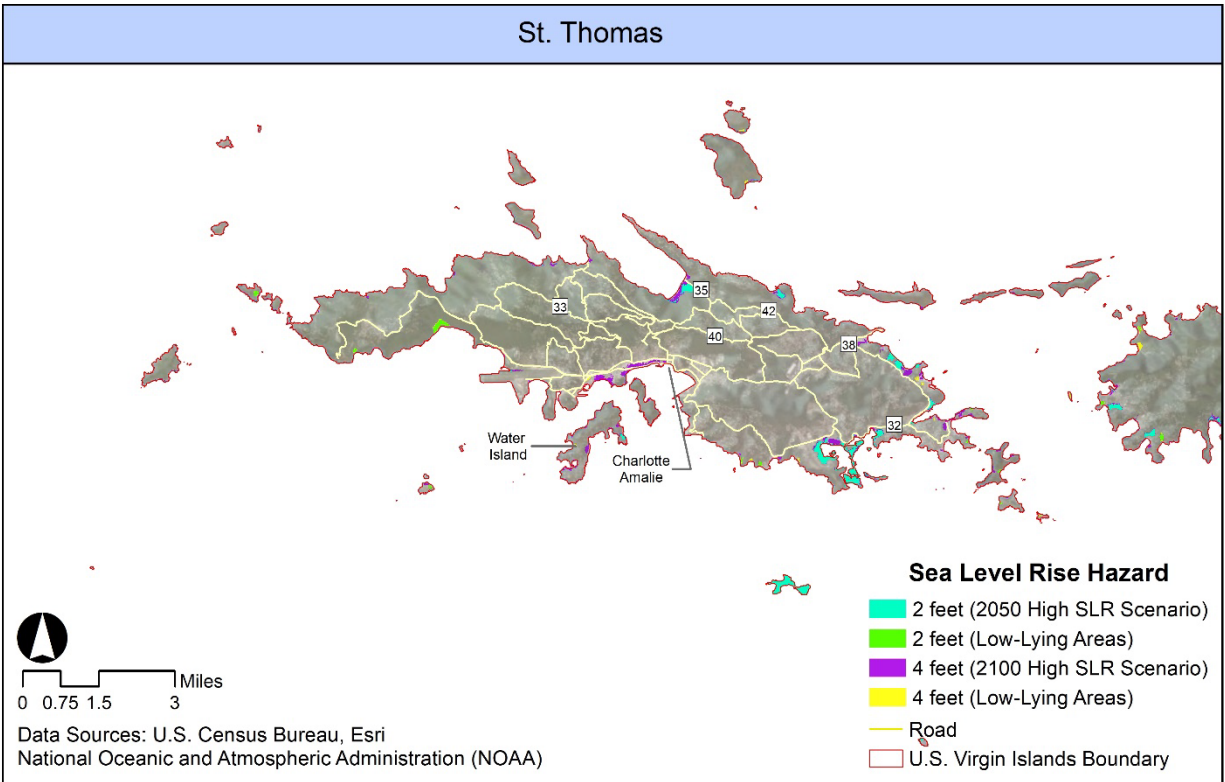 St. Thomas
33
35
42
40
38
32
Water
Island
Charlotte
Amalie
Sea Level Rise Hazard
2 feet (2050 High SLR Scenario)
2 feet (Low-Lying Areas)
4 feet (2100 High SLR Scenario)
4 feet (Low-Lying Areas)
Road
U.S. Virgin Islands Boundary
Miles
0 0.75 1.5 3
Data Sources: U.S. Census Bureau, Esri
National Oceanic and Atmospheric Administration (NOAA)